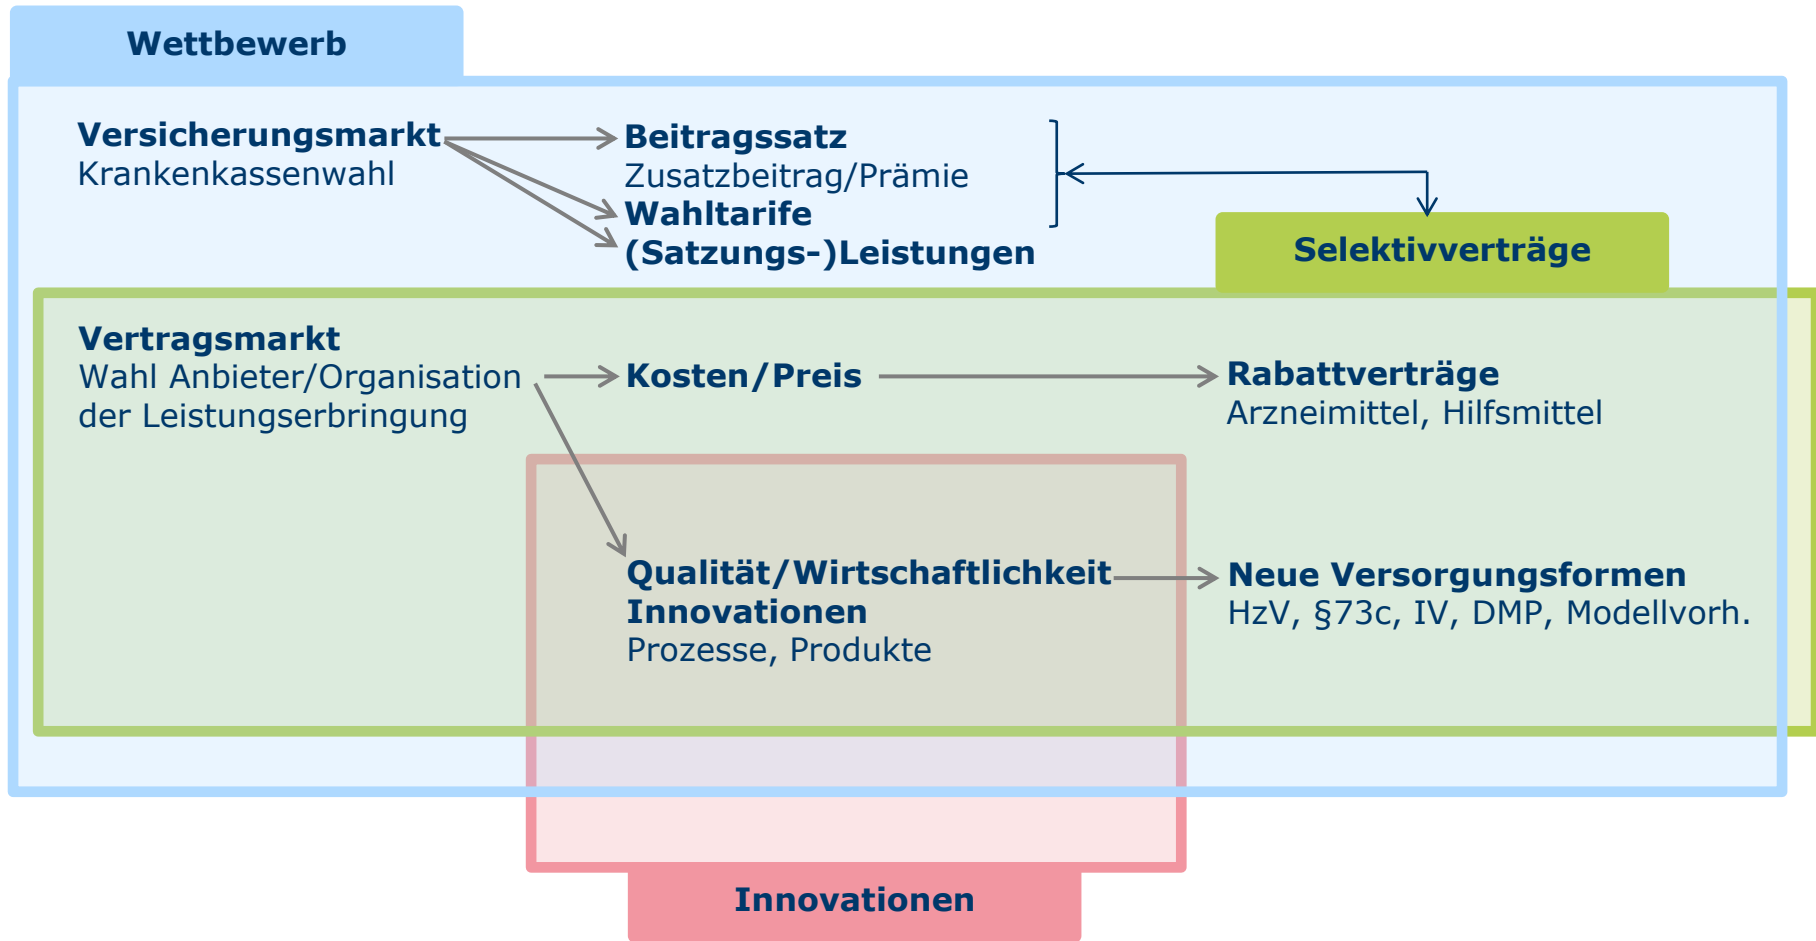 Wettbewerb
Versicherungsmarkt
Krankenkassenwahl
Beitragssatz
Zusatzbeitrag/Prämie
Wahltarife
(Satzungs-)Leistungen
Selektivverträge
Vertragsmarkt
Wahl Anbieter/Organisation
der Leistungserbringung
Kosten/Preis
Rabattverträge
Arzneimittel, Hilfsmittel
Qualität/Wirtschaftlichkeit
Innovationen
Prozesse, Produkte
Neue Versorgungsformen
HzV, §73c, IV, DMP, Modellvorh.
Innovationen